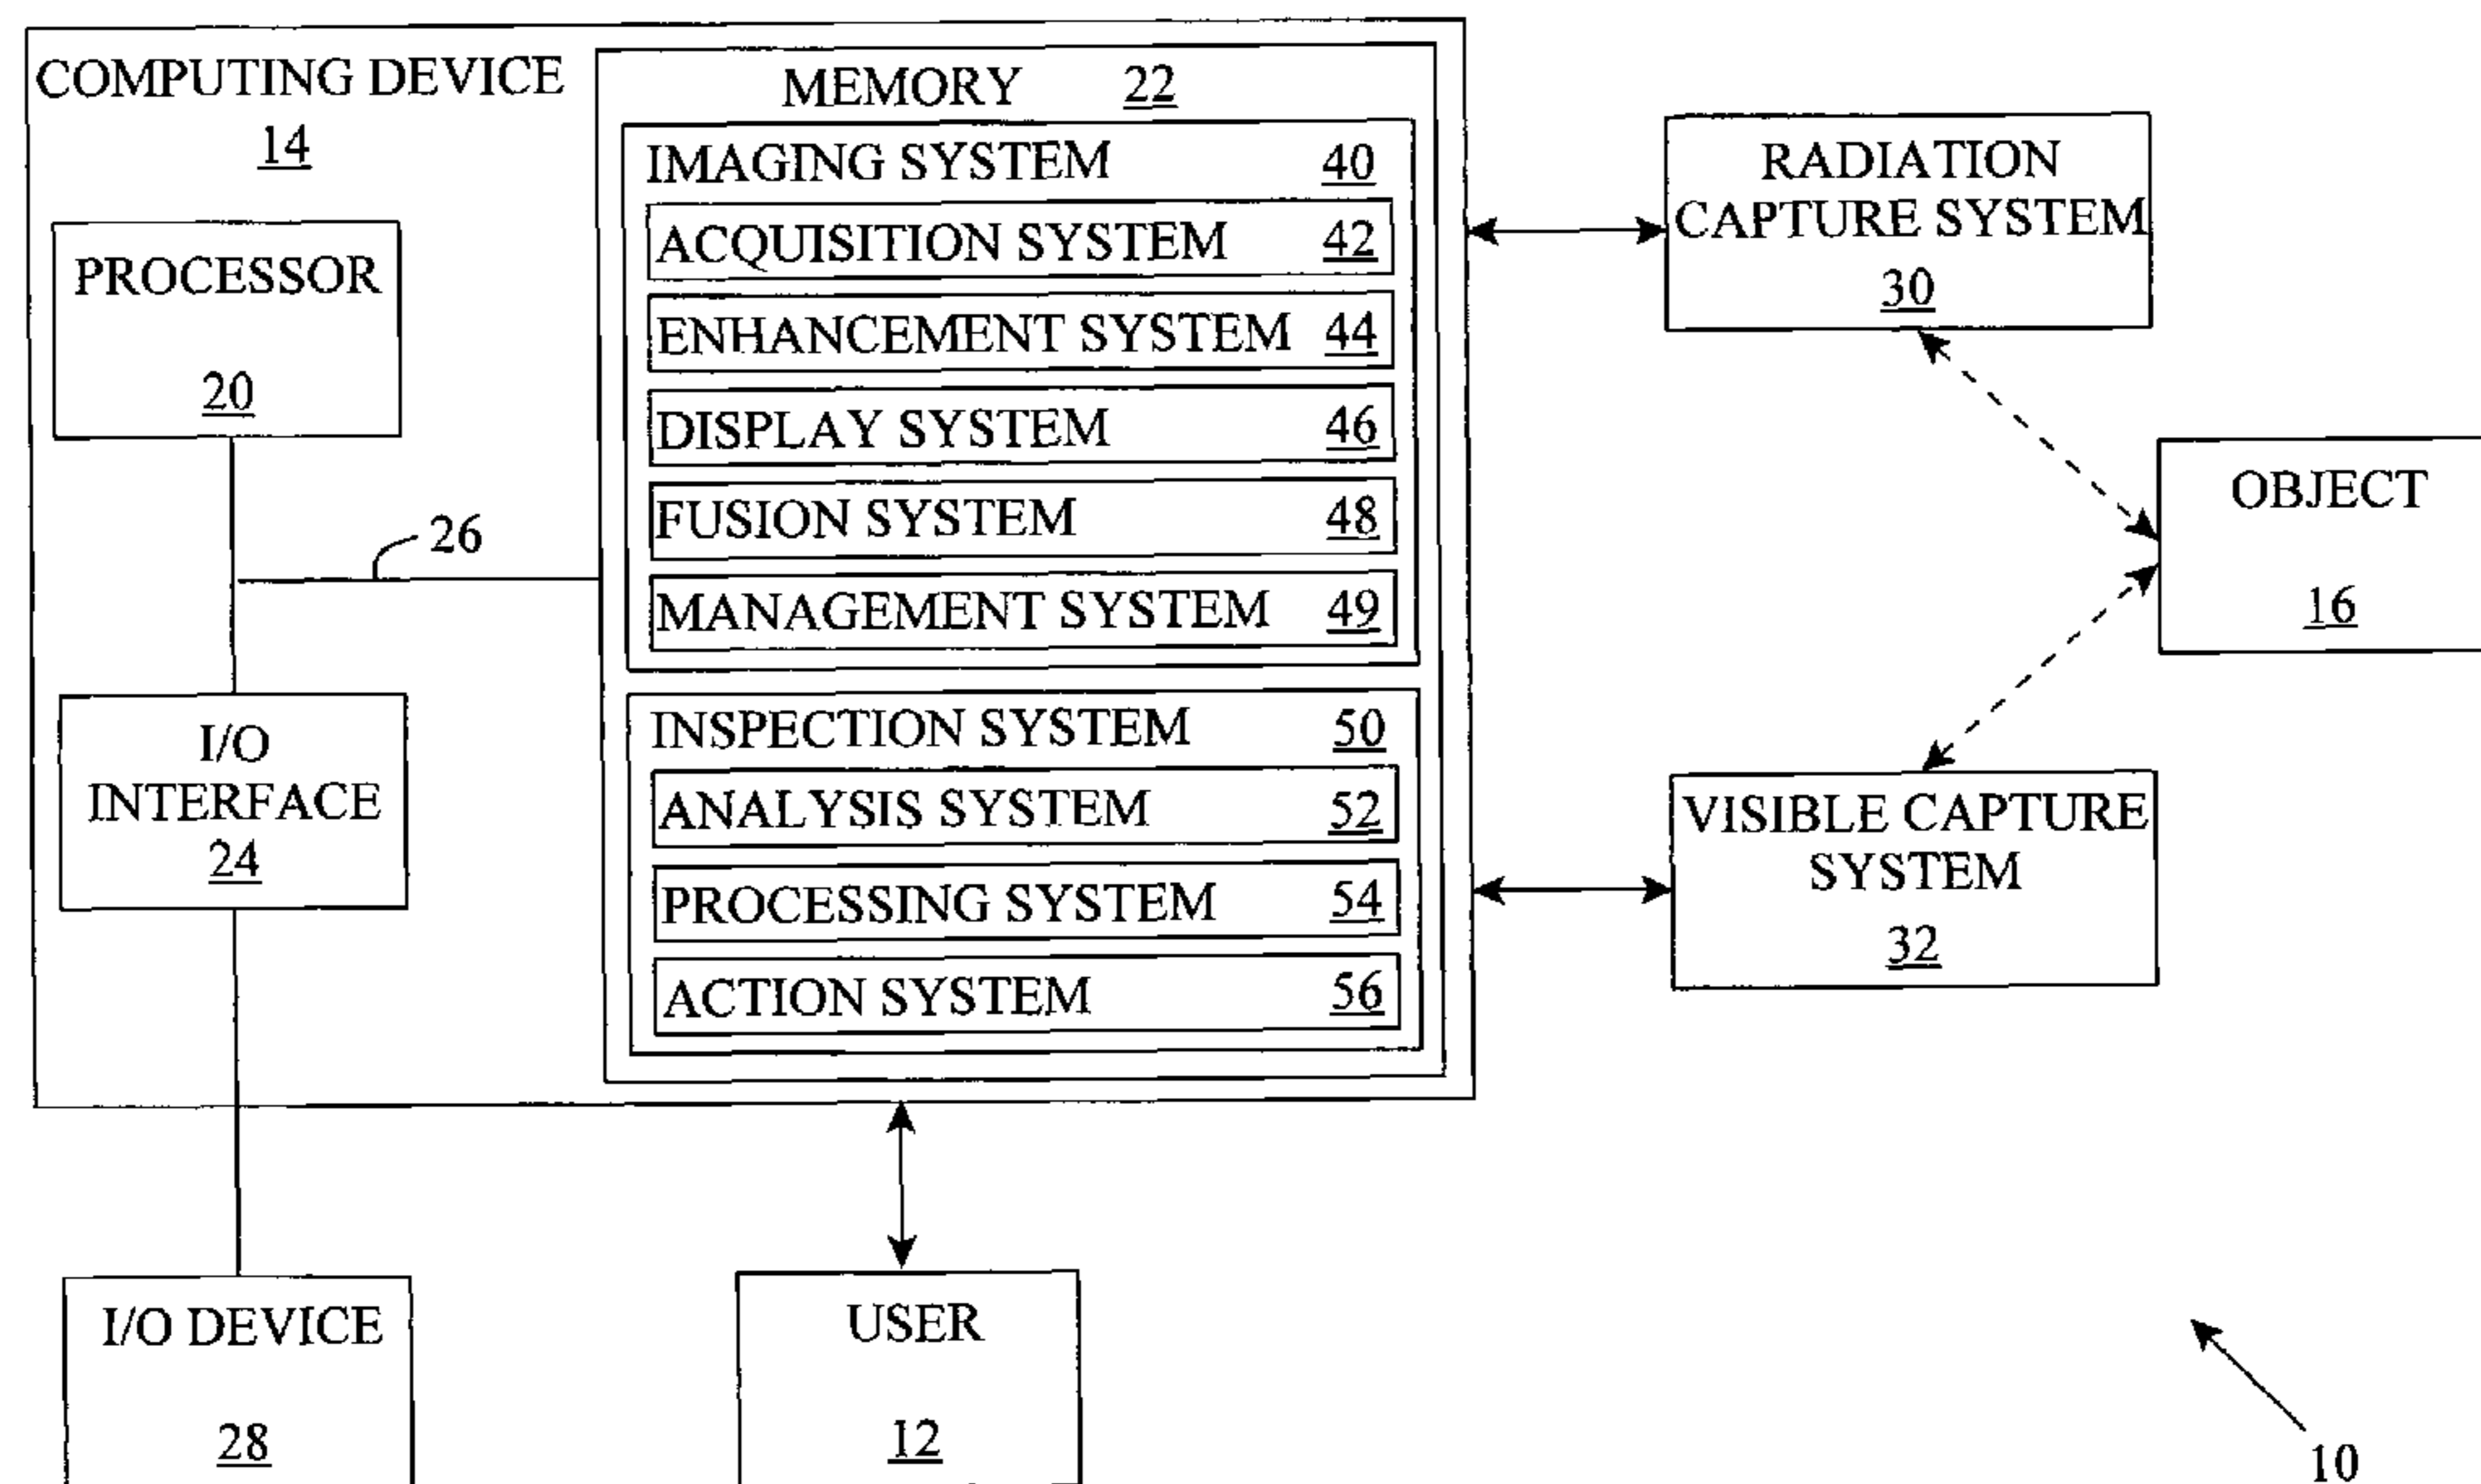 COMPUTING DEVICE
14
PROCESSOR
20
26
I/O
INTERFACE
24
MEMORY 22
IMAGING SYSTEM 40
ACQUISITION SYSTEM 42
ENHANCEMENT SYSTEM 44
DISPLAY SYSTEM 46
FUSION SYSTEM 48
MANAGEMENT SYSTEM 49
INSPECTION SYSTEM 50
ANALYSIS SYSTEM 52
PROCESSING SYSTEM 54
ACTION SYSTEM 56
RADIATION
CAPTURE SYSTEM
30
OBJECT
16
VISIBLE CAPTURE
SYSTEM
32
I/O DEVICE
28
USER
12
10